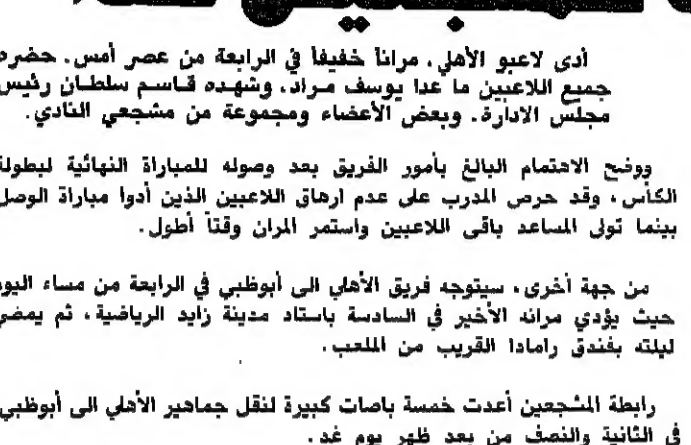 أدى لاعبو الأهلي، مراناً خفيفاً في الرابعة من عصر أمس. حضره
جميع اللاعبين ما عدا يوسف مراد، وشهده قاسم سلطان رئيس
مجلس الادارة. وبعض الأعضاء ومجموعة من مشجعي النادي.
ووضح الاهتمام البالغ بأمور الفريق بعد وصوله للمباراة النهائية لبطولة
الكأس، وقد حرص المدرب على عدم ارهاق اللاعبين الذين أدوا مباراة الوصل
بينما تولى المساعد باقى اللاعبين واستمر المران وقتاً أطول.
من جهة أخرى، سيتوجه فريق الأهلي الى أبوظبي في الرابعة من مساء اليوم
حيث يؤدي مرانه الأخير في السادسة باستاد مدينة زايد الرياضية، ثم يمضي
ليلته بفندق رامادا القريب من الملعب.
رابطة المشجعين أعدت خمسة باصات كبيرة لنقل جماهير الأهلي الى أبوظبي
في الثانية والنصف من بعد ظهر يوم غد.